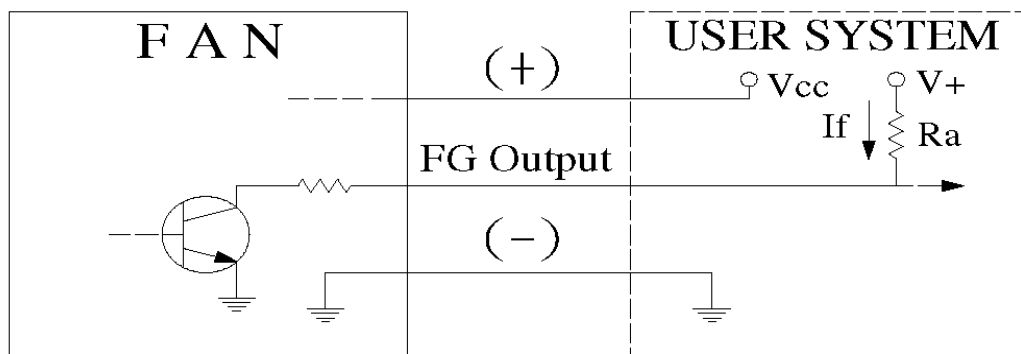 F A N
USER SYSTEM
(+)
Vcc
V+
If
Ra
FG Output
(-)